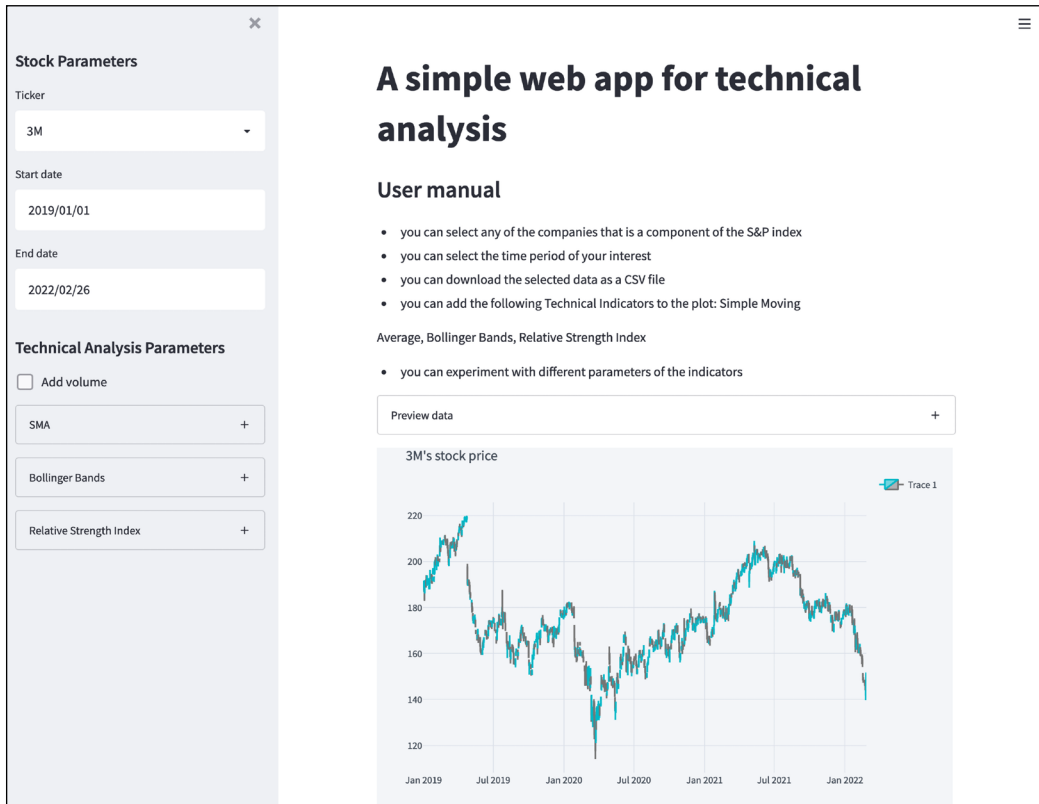 Stock Parameters
Ticker
3M
Start date
2019/01/01
End date
2022/02/26
Technical Analysis Parameters
Add volume
SMA
Bollinger Bands
Relative Strength Index
A simple web app for technical
analysis
User manual
• you can select any of the companies that is a component of the S&P index
• you can select the time period of your interest
• you can download the selected data as a CSV file
• you can add the following Technical Indicators to the plot: Simple Moving
Average, Bollinger Bands, Relative Strength Index
• you can experiment with different parameters of the indicators
Preview data
3M's stock price
Trace 1
220
200
180
160
140
120
Jan 2019 Jul 2019 Jan 2020 Jul 2020 Jan 2021 Jul 2021 Jan 2022